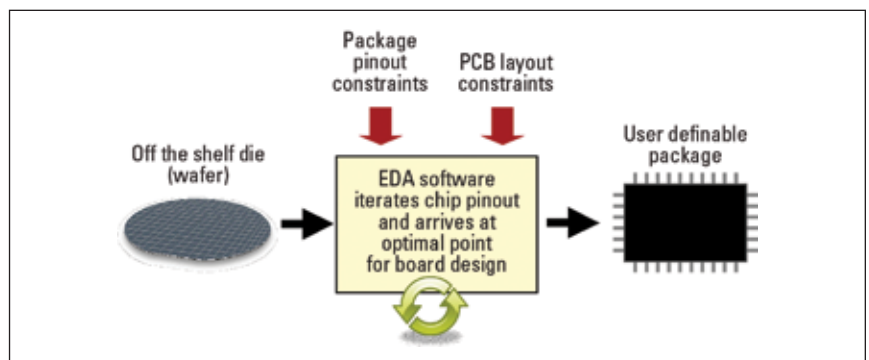 Package
pinout
constraints
PCB layout
constraints
Off the shelf die
(wafer)
EDA software
iterates chip pinout
and arrives at
optimal point
for board design
User definable
package